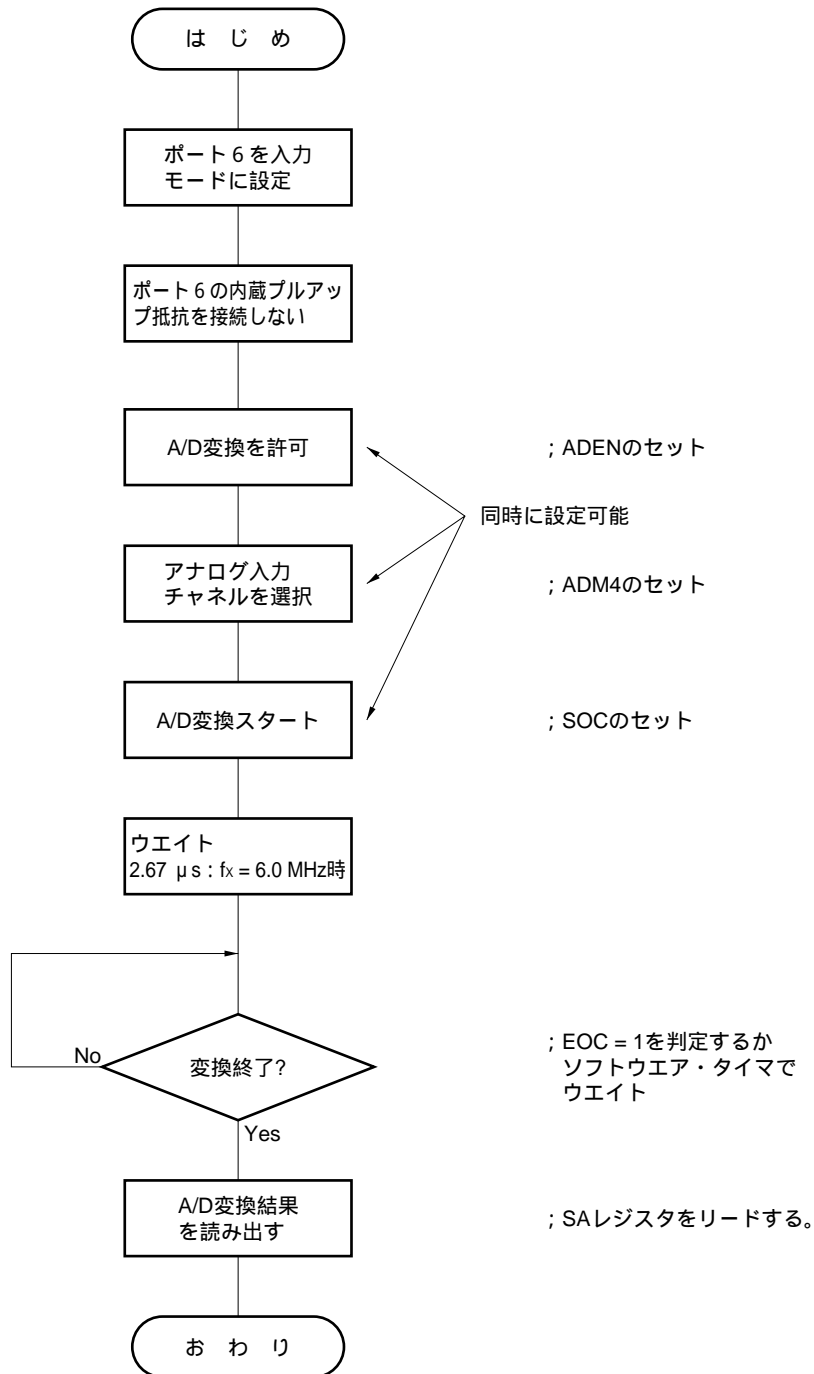 は じ め
ポート6を入力
モードに設定
ポート6の内蔵プルアッ
プ抵抗を接続しない
A/D変換を許可
;ADENのセット
同時に設定可能
アナログ入力
チャネルを選択
;ADM4のセット
A/D変換スタート
;SOCのセット
ウエイト
2.67 μs:fx = 6.0 MHz時
No
変換終了?
;EOC = 1を判定するか
ソフトウエア・タイマで
ウエイト
Yes
A/D変換結果
を読み出す
;SAレジスタをリードする。
お わ り